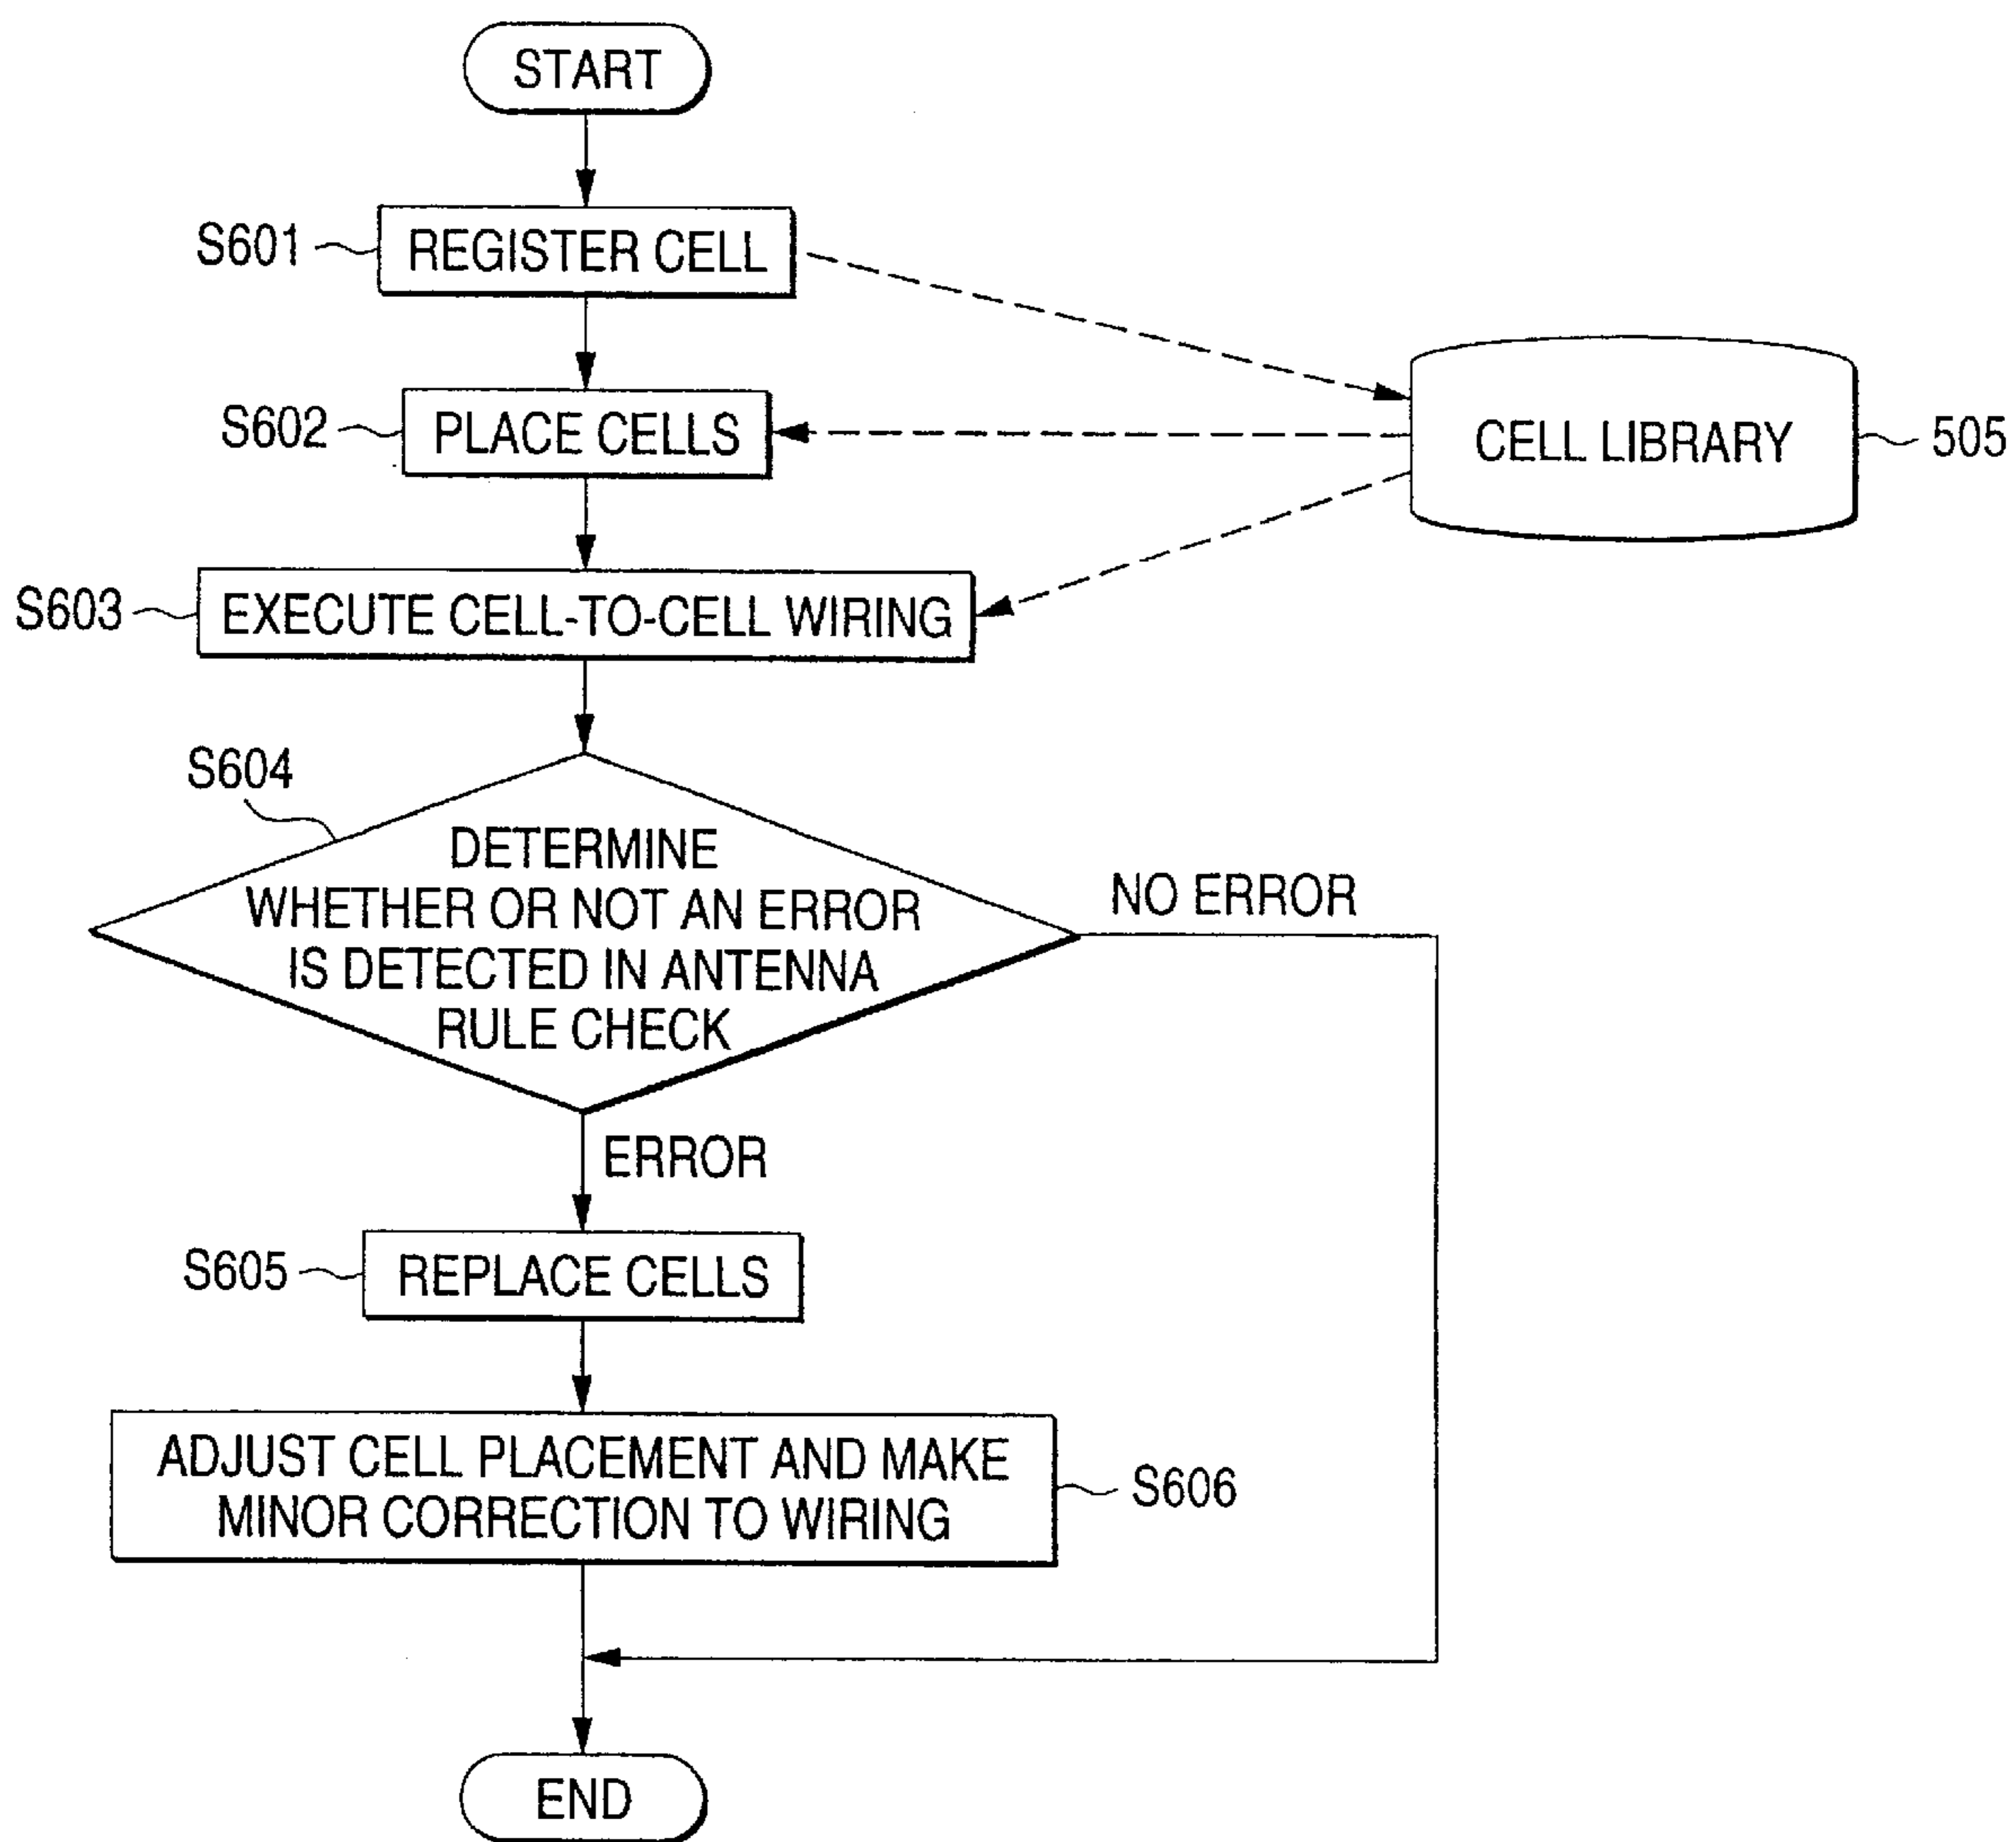 START
S601
REGISTER CELL
S602
PLACE CELLS
CELL LIBRARY
505
S603
EXECUTE CELL-TO-CELL WIRING
S604
DETERMINE
WHETHER OR NOT AN ERROR
IS DETECTED IN ANTENNA
RULE CHECK
NO ERROR
ERROR
S605
REPLACE CELLS
ADJUST CELL PLACEMENT AND MAKE
MINOR CORRECTION TO WIRING
S606
END